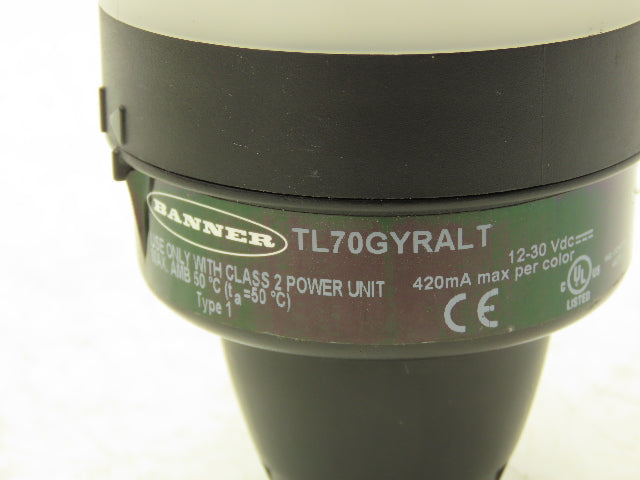 BANNER
TL70GYRALT
USE ONLY WITH CLASS 2 POWER UNIT
MAX. AMB 50 °C (ta=50 °C)
Type 1
12-30 Vdc
420mA max per color
CE
C UL US
LISTED